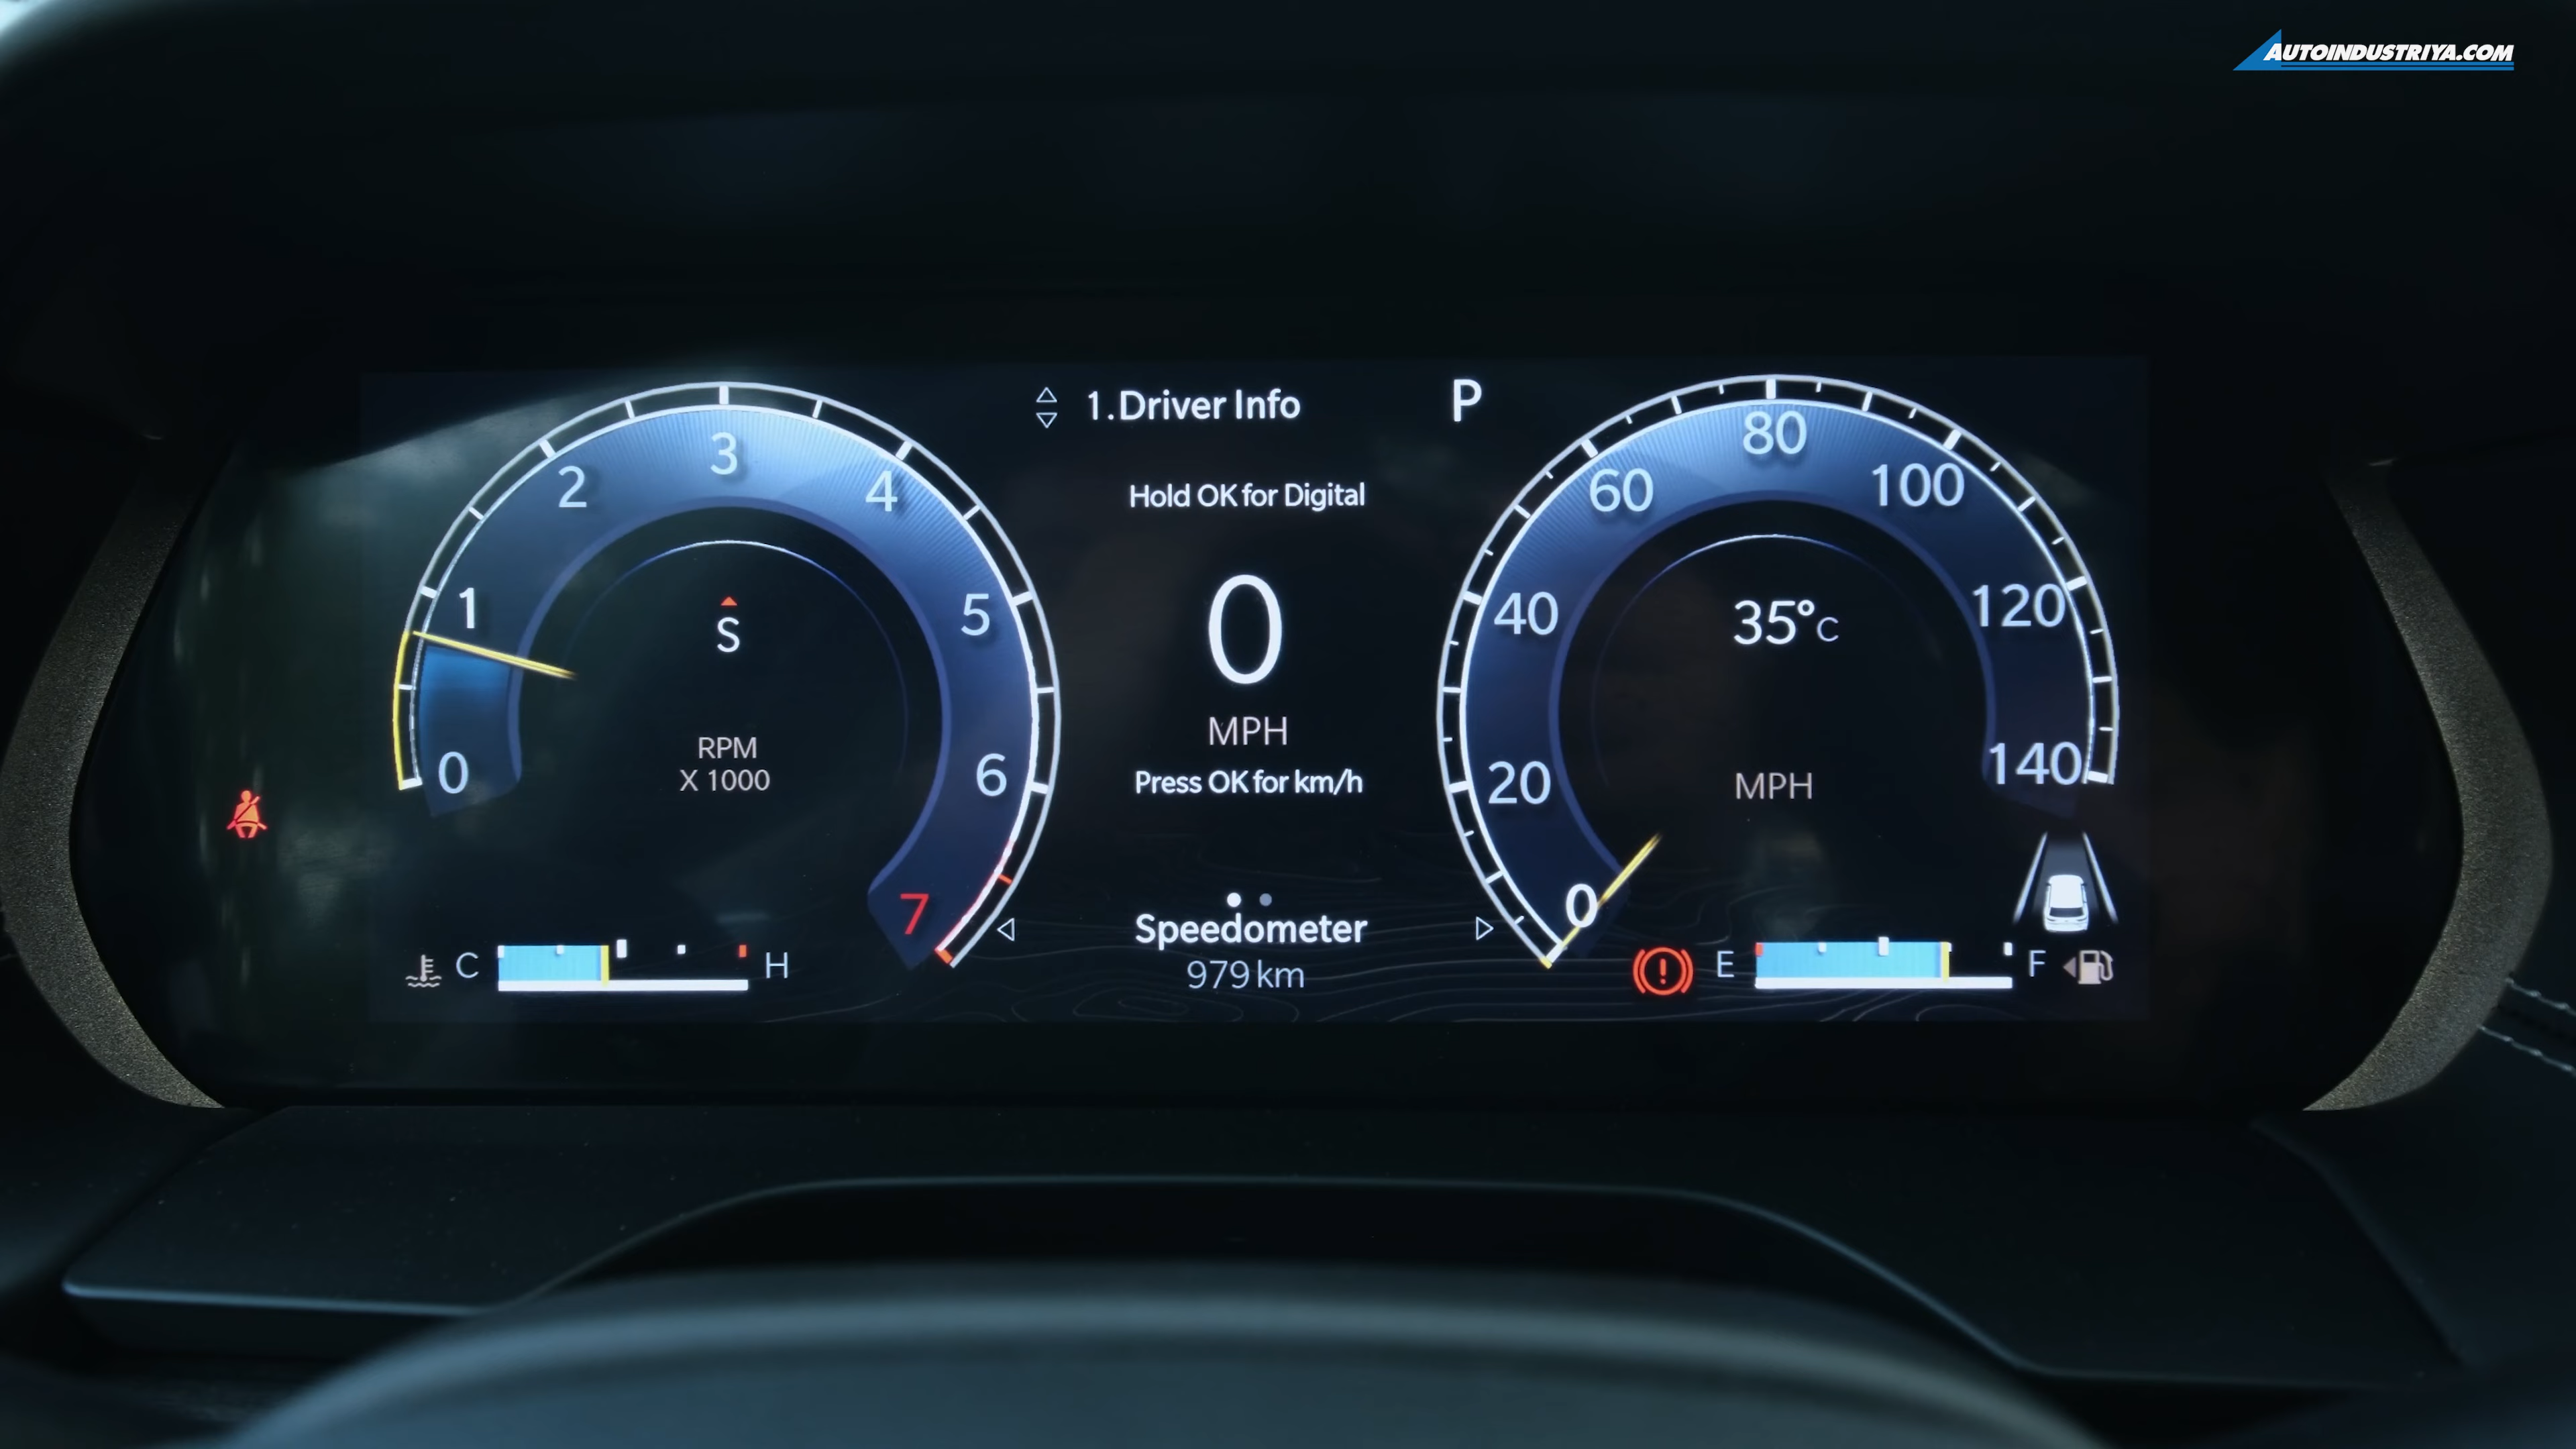 AUTOINDUSTRIYA.COM
1.Driver Info
P
Hold OK for Digital
0
MPH
Press OK for km/h
Speedometer
979 km
0
1
2
3
4
5
6
7
S
RPM
X 1000
C
H
0
20
40
60
80
100
120
140
35°C
MPH
E
F